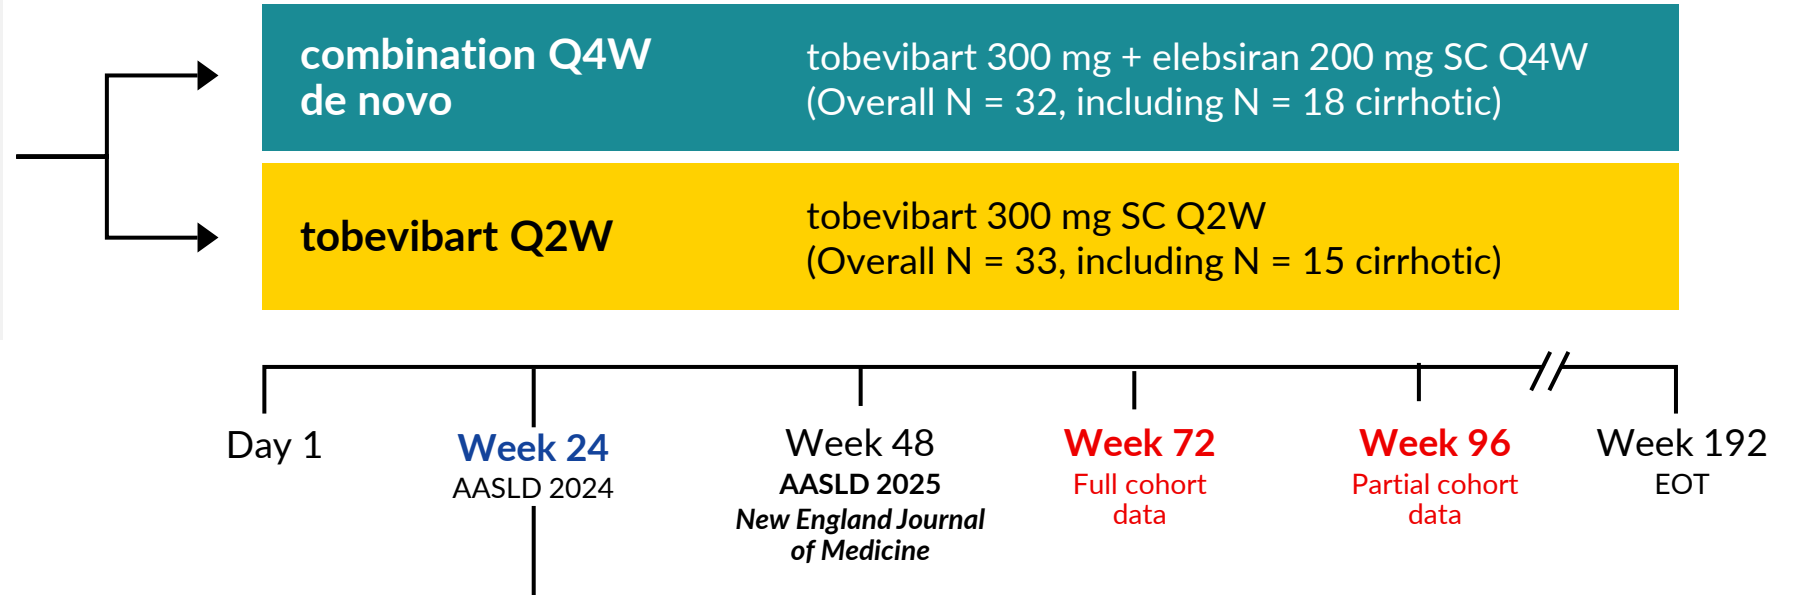 combination Q4W
de novo
tobevibart 300 mg + elebsiran 200 mg SC Q4W
(Overall N = 32, including N = 18 cirrhotic)
tobevibart Q2W
tobevibart 300 mg SC Q2W
(Overall N = 33, including N = 15 cirrhotic)
Day 1
Week 24
AASLD 2024
Week 48
AASLD 2025
New England Journal
of Medicine
Week 72
Full cohort
data
Week 96
Partial cohort
data
Week 192
EOT